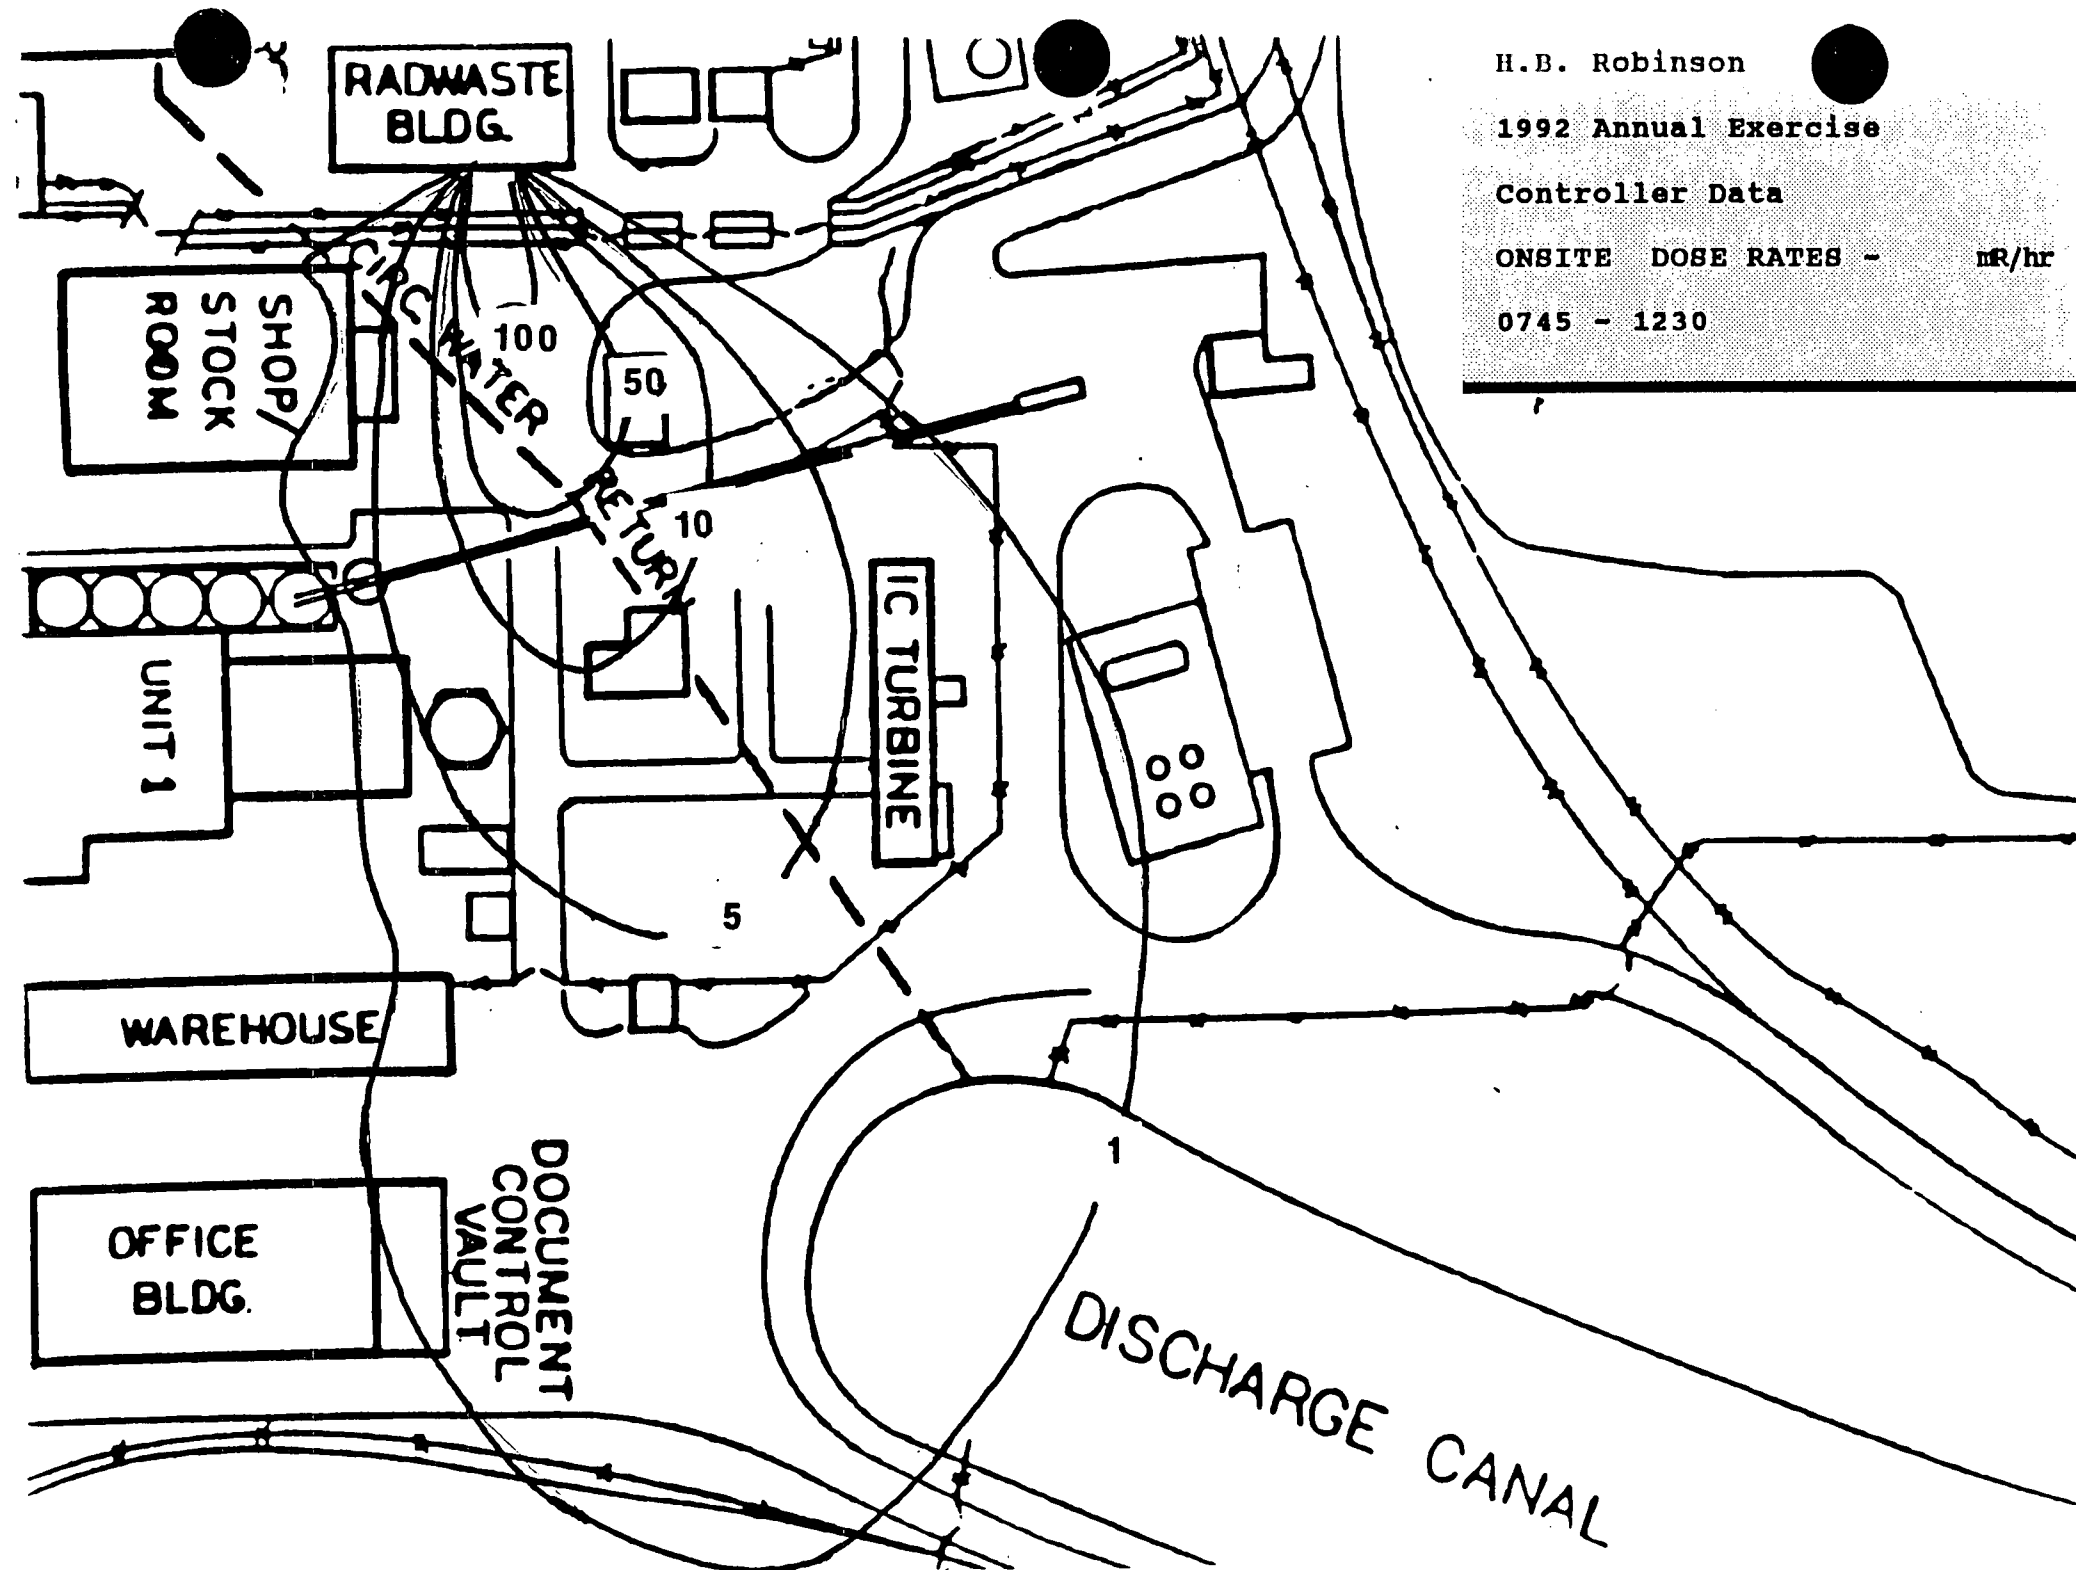 H.B. Robinson
1992 Annual Exercise
Controller Data
ONSITE DOSE RATES - mR/hr
0745 - 1230
RADWASTE
BLDG.
SHOP/
STOCK
ROOM
CIRC WATER RETURN
100
50
10
IC TURBINE
UNIT 1
5
WAREHOUSE
1
DOCUMENT
CONTROL
VAULT
OFFICE
BLDG.
DISCHARGE CANAL